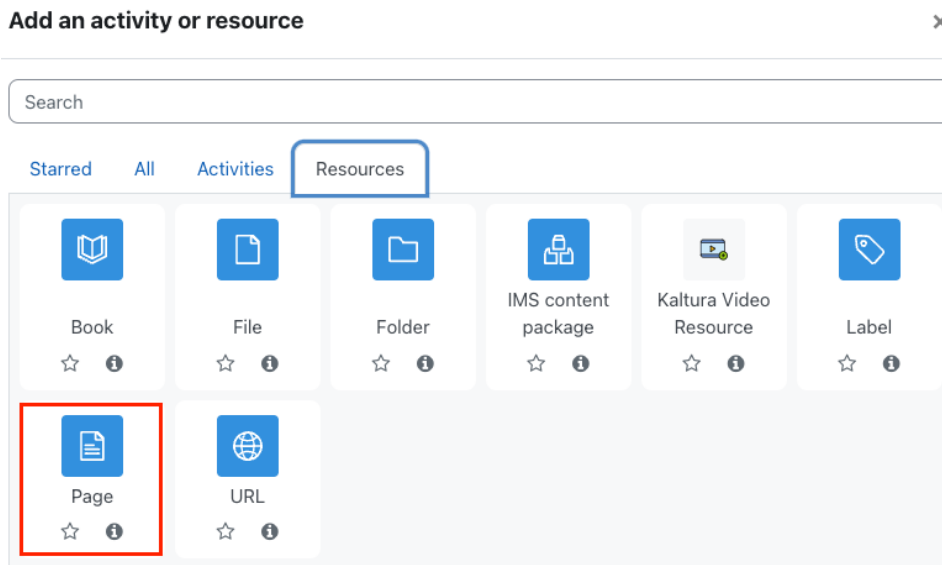 Add an activity or resource
Search
Starred All Activities Resources
Book File Folder IMS content package Kaltura Video Resource Label
Page URL